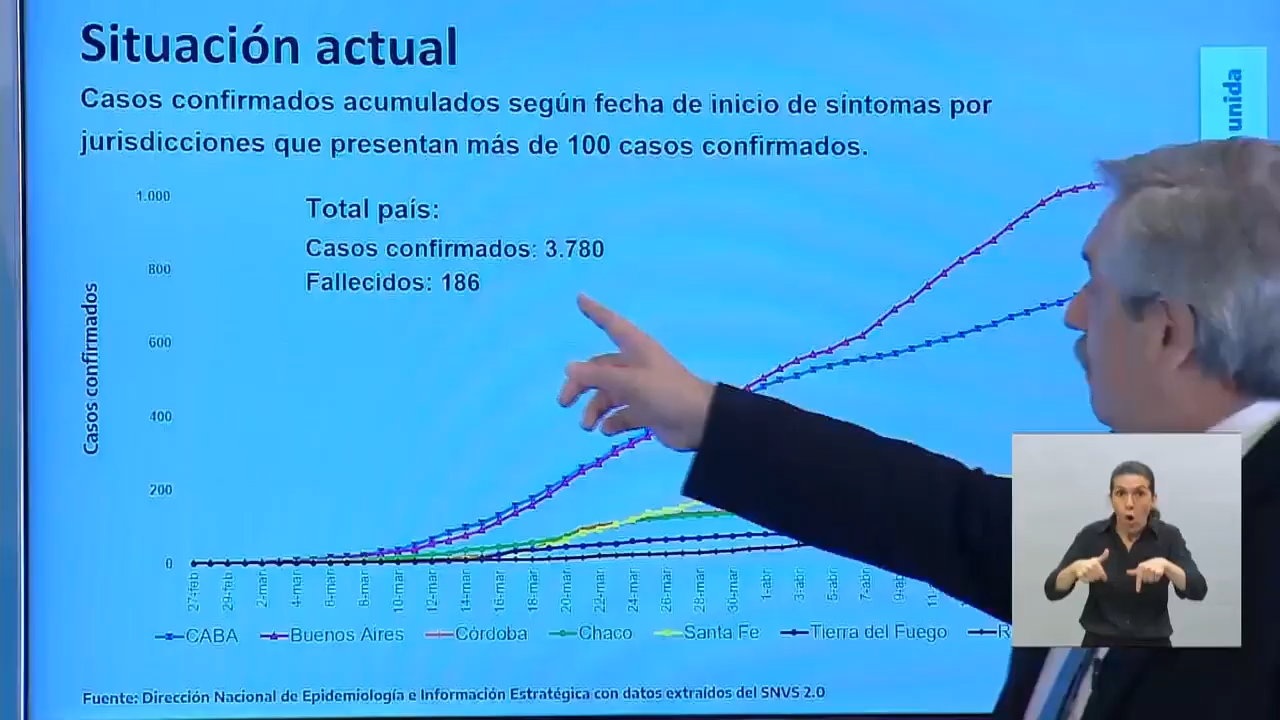 Situación actual
unida
Casos confirmados acumulados según fecha de inicio de síntomas por
jurisdicciones que presentan más de 100 casos confirmados.
Total país:
Casos confirmados: 3.780
Fallecidos: 186
Casos confirmados
1.000
800
600
400
200
0
27-feb
29-feb
2-mar
4-mar
6-mar
8-mar
10-mar
12-mar
14-mar
16-mar
18-mar
20-mar
22-mar
24-mar
26-mar
28-mar
30-mar
1-abr
3-abr
5-abr
7-abr
9-ab
11-
CABA Buenos Aires Córdoba Chaco Santa Fe Tierra del Fuego R
Fuente: Dirección Nacional de Epidemiología e Información Estratégica con datos extraídos del SNVS 2.0